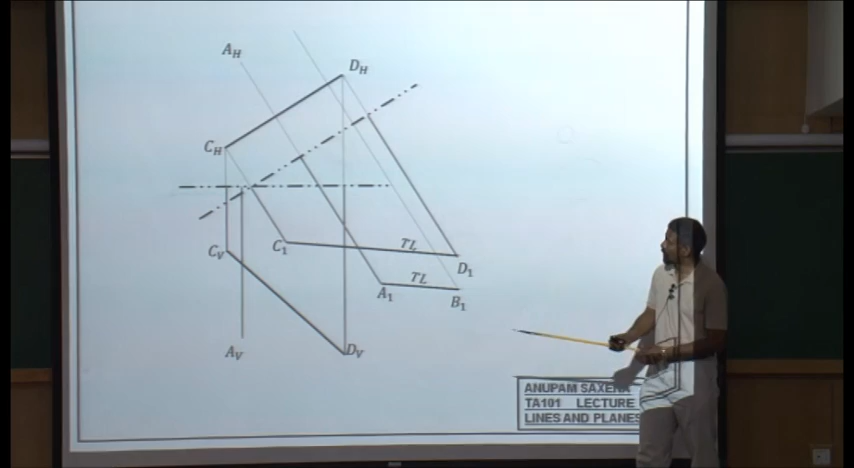 A_H
D_H
C_H
C_V
C_1
TL
D_1
TL
A_1
B_1
A_V
D_V
ANUPAM SAXENA
TA101 LECTURE
LINES AND PLANES